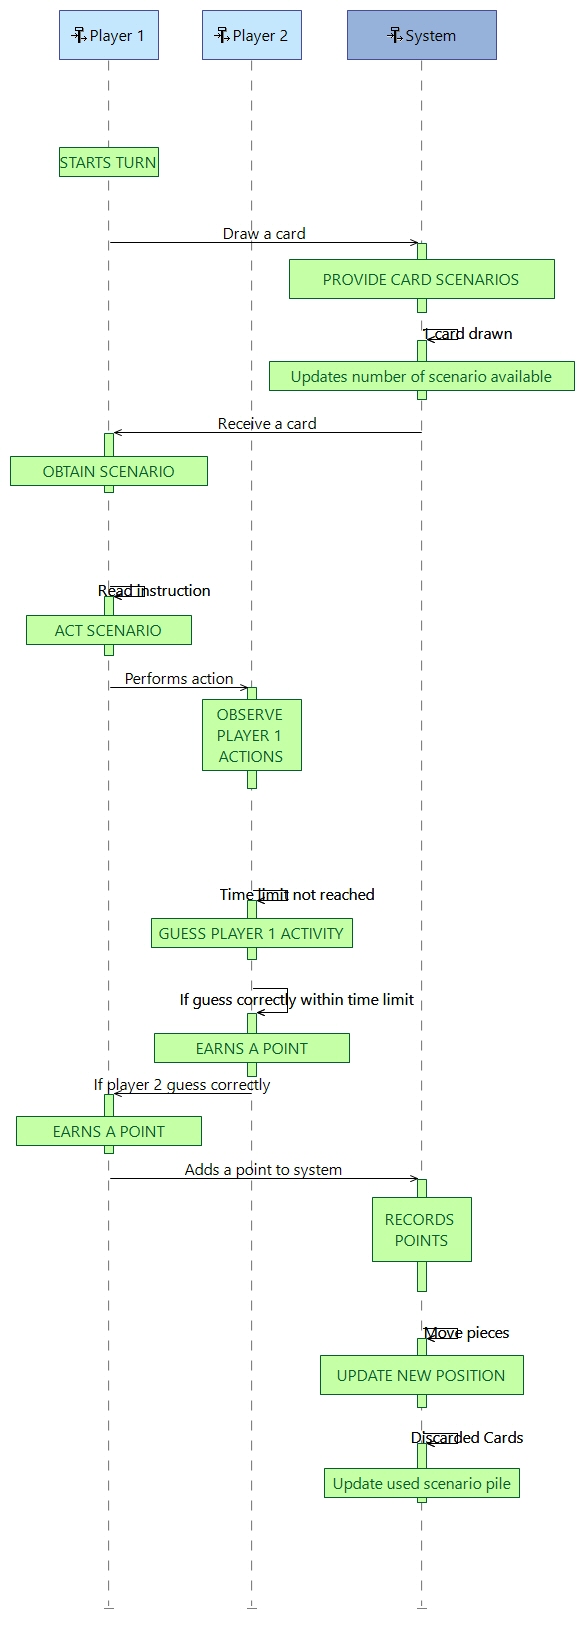 Player 1
Player 2
System
STARTS TURN
Draw a card
PROVIDE CARD SCENARIOS
1 card drawn
Updates number of scenario available
Receive a card
OBTAIN SCENARIO
Read instruction
ACT SCENARIO
Performs action
OBSERVE
PLAYER 1
ACTIONS
Time limit not reached
GUESS PLAYER 1 ACTIVITY
If guess correctly within time limit
EARNS A POINT
If player 2 guess correctly
EARNS A POINT
Adds a point to system
RECORDS
POINTS
Move pieces
UPDATE NEW POSITION
Discarded Cards
Update used scenario pile